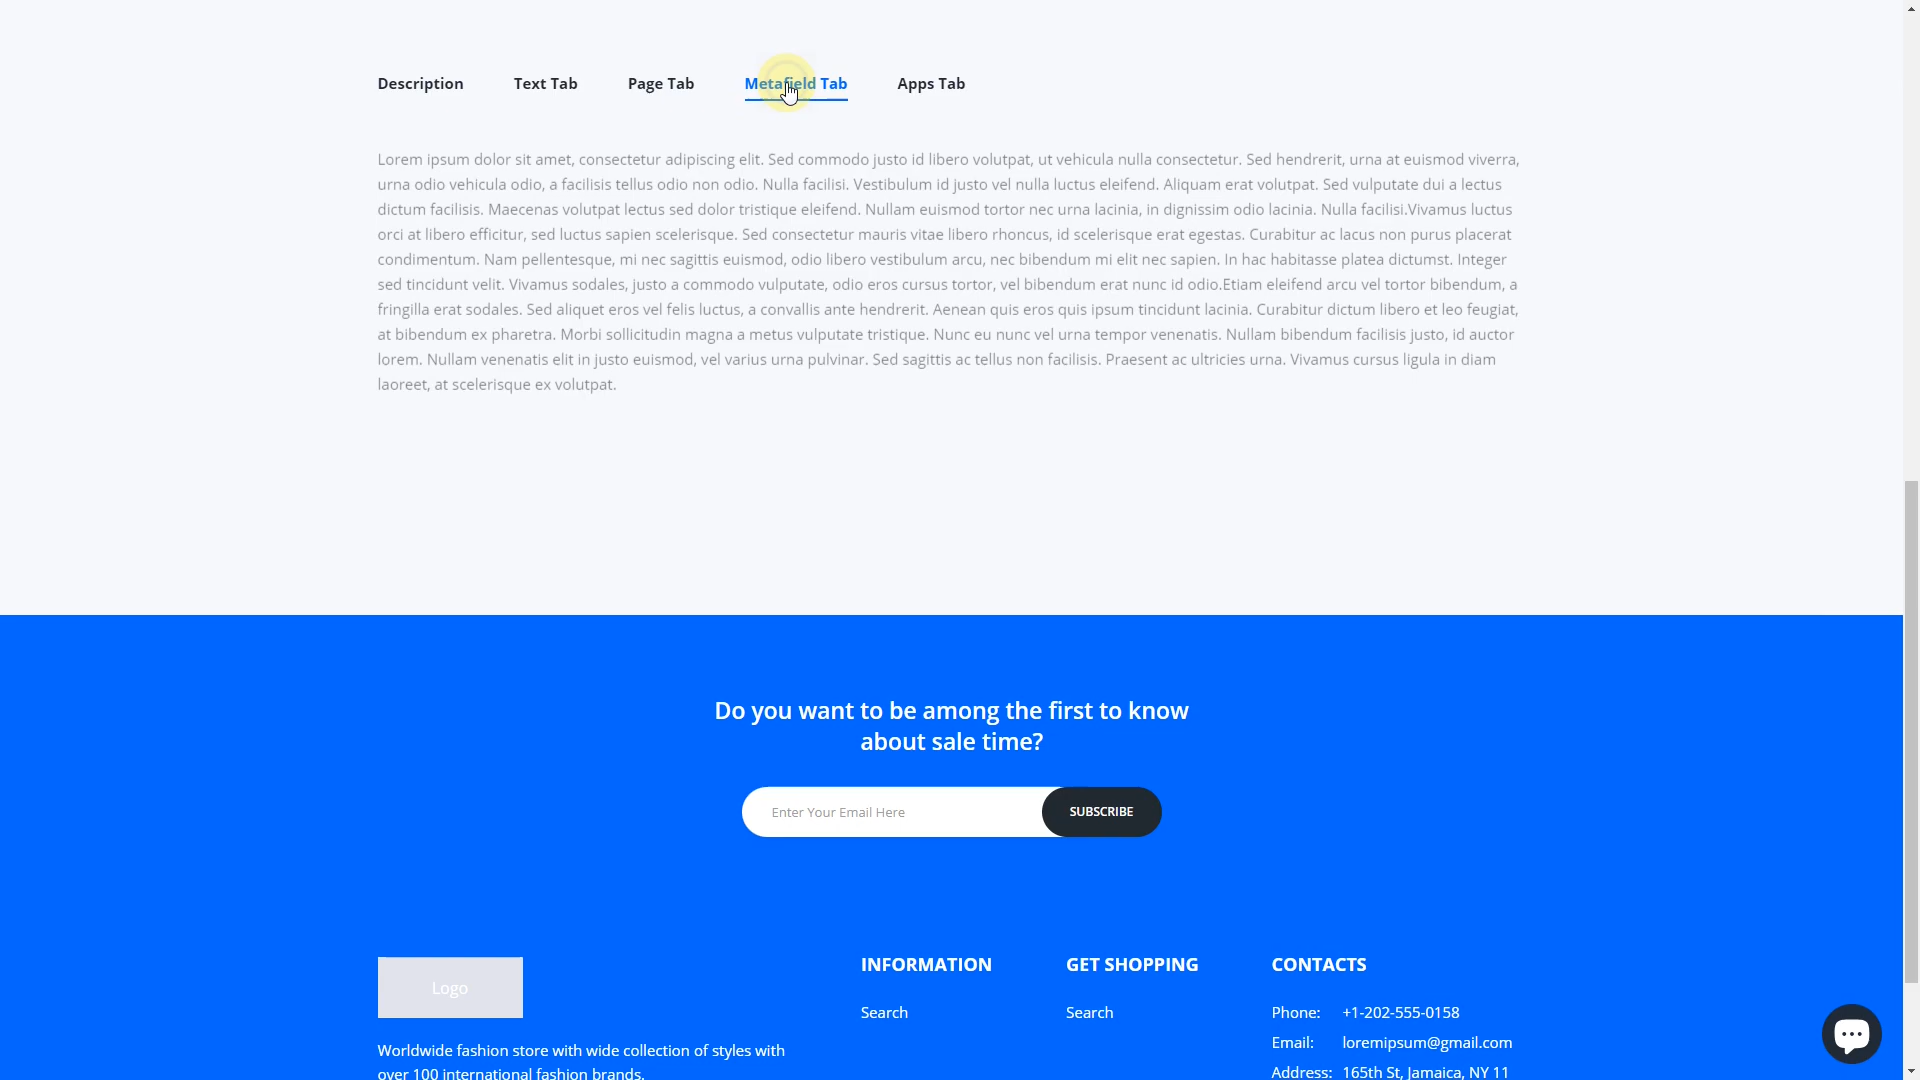 Description Text Tab Page Tab Metafield Tab Apps Tab
Lorem ipsum dolor sit amet, consectetur adipiscing elit. Sed commodo justo id libero volutpat, ut vehicula nulla consectetur. Sed hendrerit, urna at euismod viverra,
urna odio vehicula odio, a facilisis tellus odio non odio. Nulla facilisi. Vestibulum id justo vel nulla luctus eleifend. Aliquam erat volutpat. Sed vulputate dui a lectus
dictum facilisis. Maecenas volutpat lectus sed dolor tristique eleifend. Nullam euismod tortor nec urna lacinia, in dignissim odio lacinia. Nulla facilisi.Vivamus luctus
orci at libero efficitur, sed luctus sapien scelerisque. Sed consectetur mauris vitae libero rhoncus, id scelerisque erat egestas. Curabitur ac lacus non purus placerat
condimentum. Nam pellentesque, mi nec sagittis euismod, odio libero vestibulum arcu, nec bibendum mi elit nec sapien. In hac habitasse platea dictumst. Integer
sed tincidunt velit. Vivamus sodales, justo a commodo vulputate, odio eros cursus tortor, vel bibendum erat nunc id odio.Etiam eleifend arcu vel tortor bibendum, a
fringilla erat sodales. Sed aliquet eros vel felis luctus, a convallis ante hendrerit. Aenean quis eros quis ipsum tincidunt lacinia. Curabitur dictum libero et leo feugiat,
at bibendum ex pharetra. Morbi sollicitudin magna a metus vulputate tristique. Nunc eu nunc vel urna tempor venenatis. Nullam bibendum facilisis justo, id auctor
lorem. Nullam venenatis elit in justo euismod, vel varius urna pulvinar. Sed sagittis ac tellus non facilisis. Praesent ac ultricies urna. Vivamus cursus ligula in diam
laoreet, at scelerisque ex volutpat.
Do you want to be among the first to know
about sale time?
Enter Your Email Here SUBSCRIBE
Logo
Worldwide fashion store with wide collection of styles with
over 100 international fashion brands.
INFORMATION
Search
GET SHOPPING
Search
CONTACTS
Phone: +1-202-555-0158
Email: loremipsum@gmail.com
Address: 165th St, Jamaica, NY 11